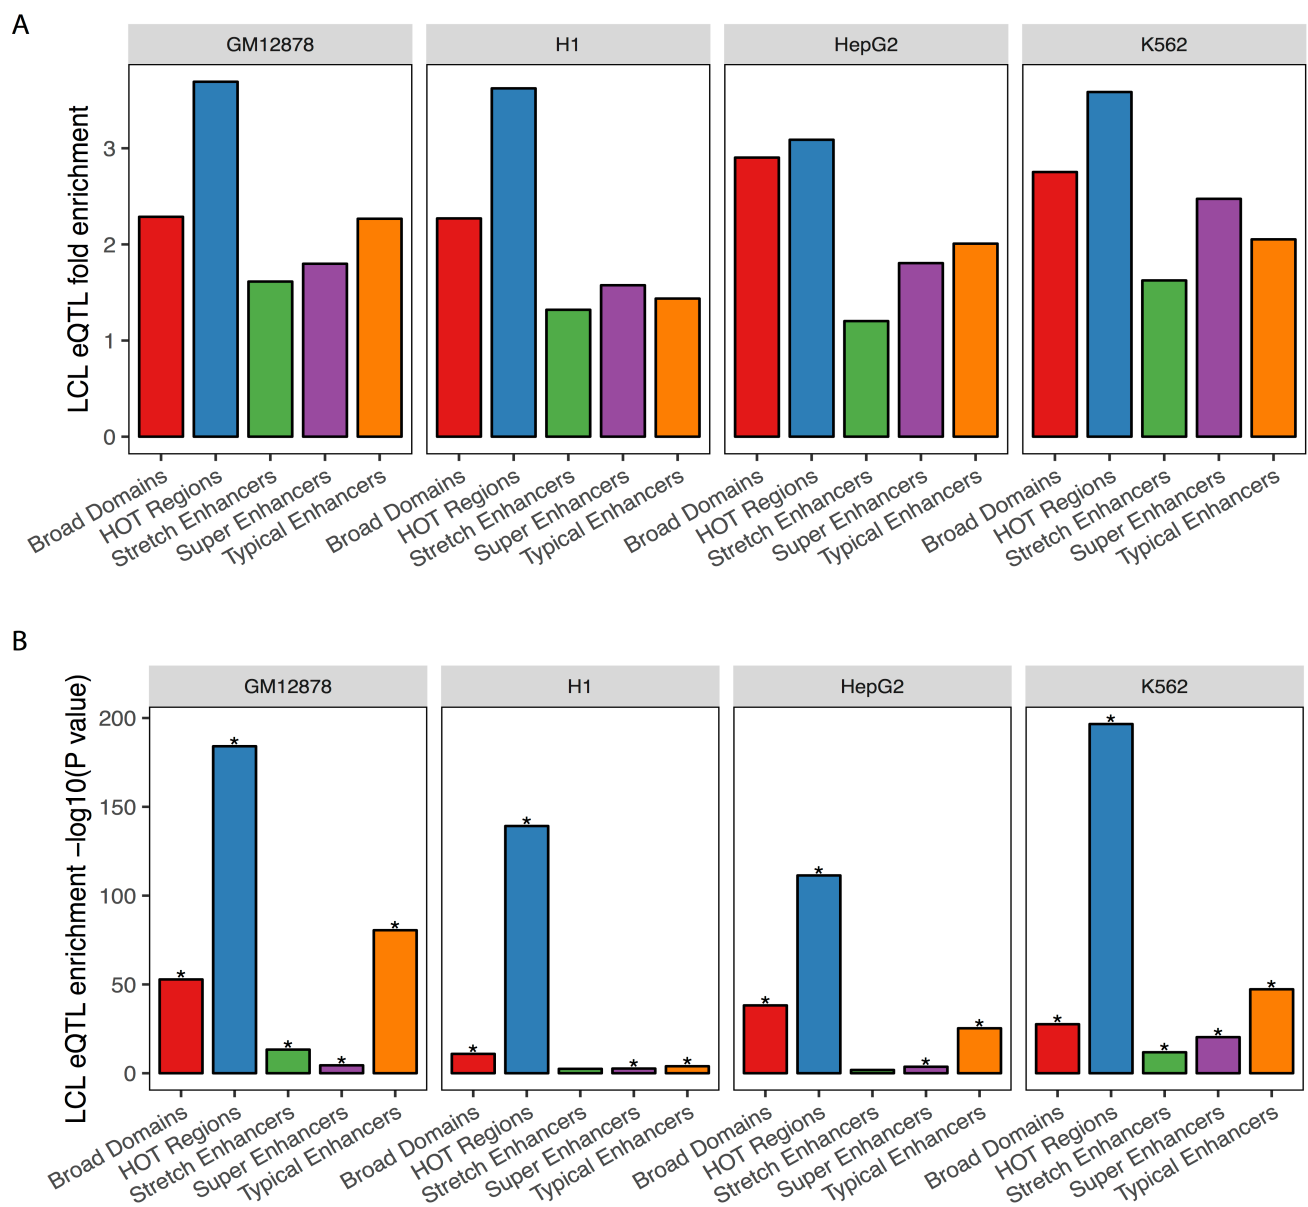 A
GM12878 H1 HepG2 K562
LCL eQTL fold enrichment
3
2
1
0
Broad Domains HOT Regions Stretch Enhancers Super Enhancers Typical Enhancers
Broad Domains HOT Regions Stretch Enhancers Super Enhancers Typical Enhancers
Broad Domains HOT Regions Stretch Enhancers Super Enhancers Typical Enhancers
Broad Domains HOT Regions Stretch Enhancers Super Enhancers Typical Enhancers
B
GM12878 H1 HepG2 K562
LCL eQTL enrichment −log10(P value)
200
150
100
50
0
* * * * *
* * * *
* * * *
* * * * *
Broad Domains HOT Regions Stretch Enhancers Super Enhancers Typical Enhancers
Broad Domains HOT Regions Stretch Enhancers Super Enhancers Typical Enhancers
Broad Domains HOT Regions Stretch Enhancers Super Enhancers Typical Enhancers
Broad Domains HOT Regions Stretch Enhancers Super Enhancers Typical Enhancers